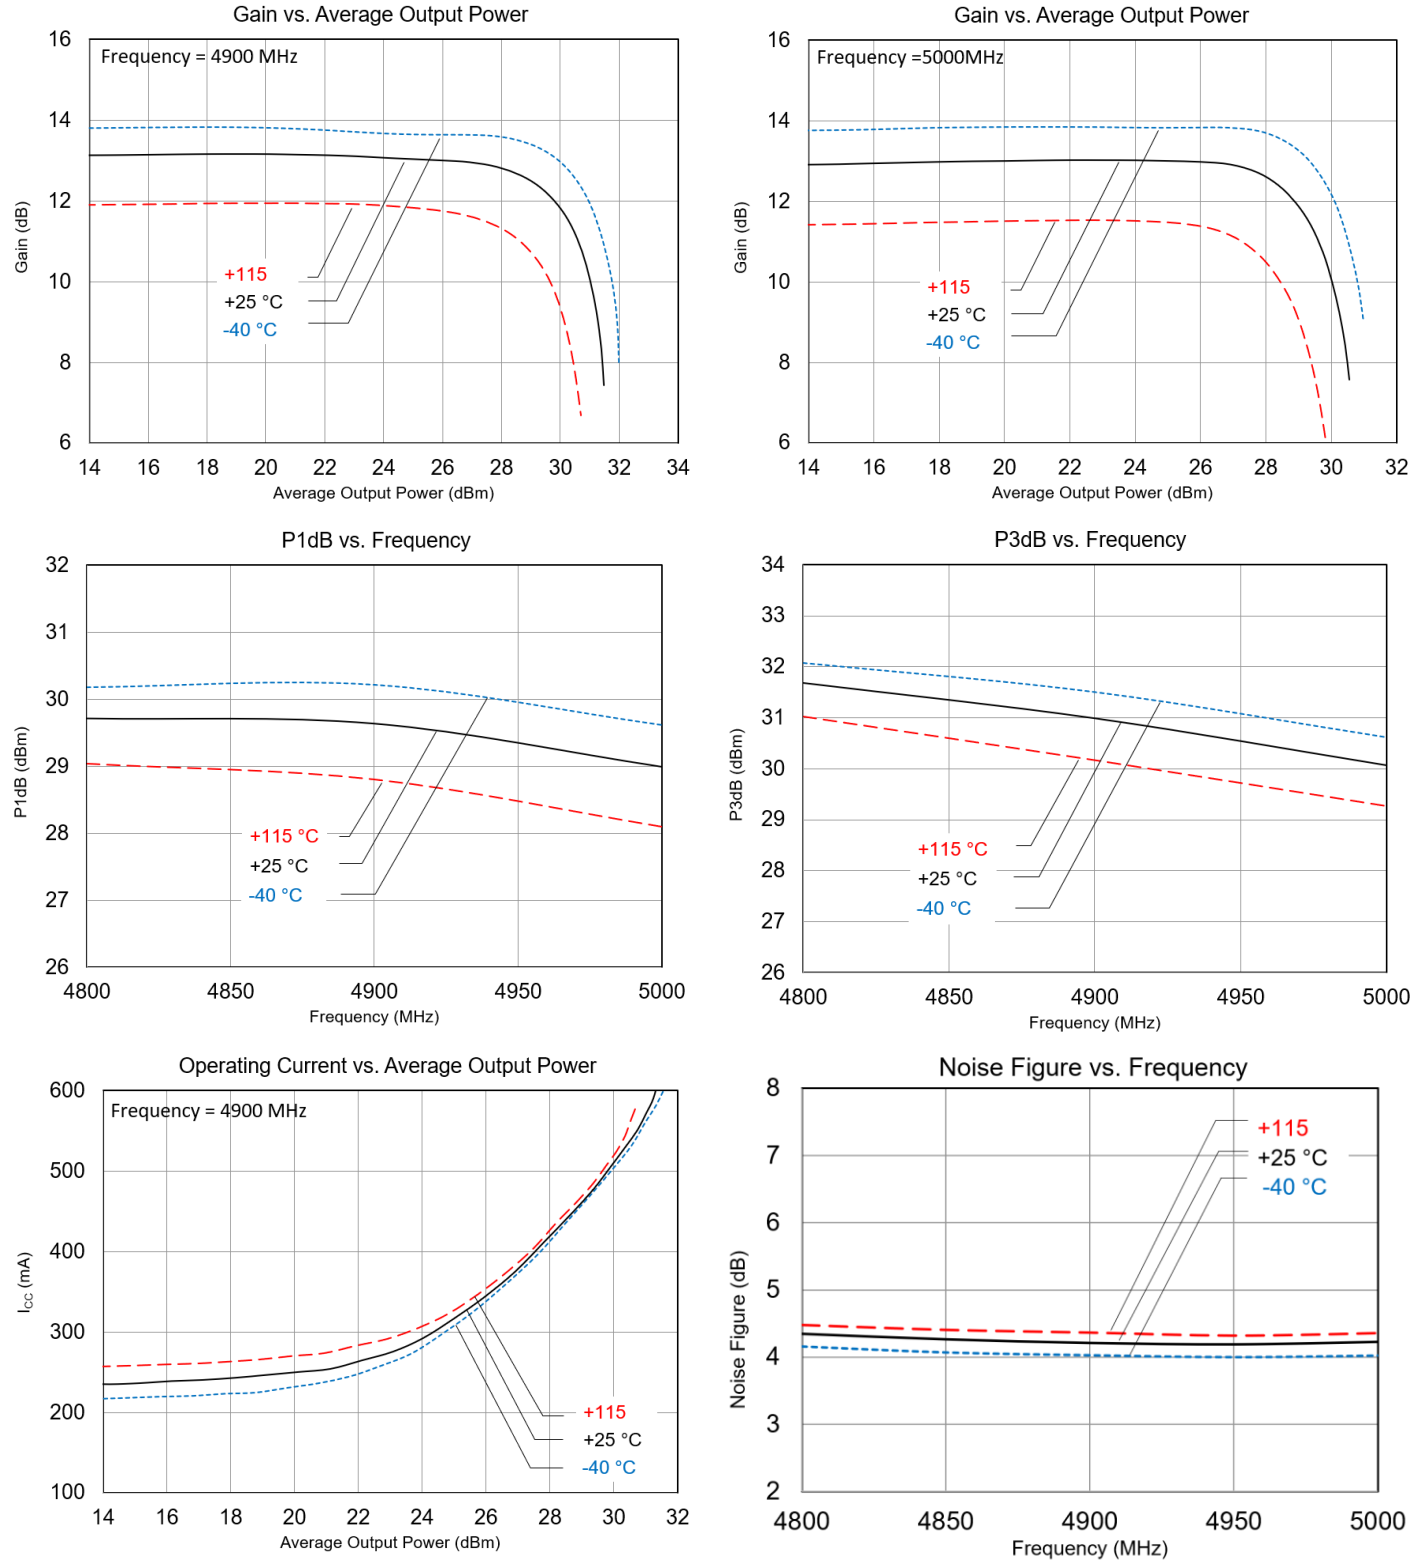 Gain vs. Average Output Power
Frequency = 4900 MHz
16
14
12
10
8
6
Gain (dB)
+115
+25 °C
-40 °C
14 16 18 20 22 24 26 28 30 32 34
Average Output Power (dBm)
Gain vs. Average Output Power
Frequency =5000MHz
16
14
12
10
8
6
Gain (dB)
+115
+25 °C
-40 °C
14 16 18 20 22 24 26 28 30 32
Average Output Power (dBm)
P1dB vs. Frequency
32
31
30
29
28
27
26
P1dB (dBm)
+115 °C
+25 °C
-40 °C
4800 4850 4900 4950 5000
Frequency (MHz)
P3dB vs. Frequency
34
33
32
31
30
29
28
27
26
P3dB (dBm)
+115 °C
+25 °C
-40 °C
4800 4850 4900 4950 5000
Frequency (MHz)
Operating Current vs. Average Output Power
Frequency = 4900 MHz
600
500
400
300
200
100
ICC (mA)
+115
+25 °C
-40 °C
14 16 18 20 22 24 26 28 30 32
Average Output Power (dBm)
Noise Figure vs. Frequency
8
7
6
5
4
3
2
Noise Figure (dB)
+115
+25 °C
-40 °C
4800 4850 4900 4950 5000
Frequency (MHz)